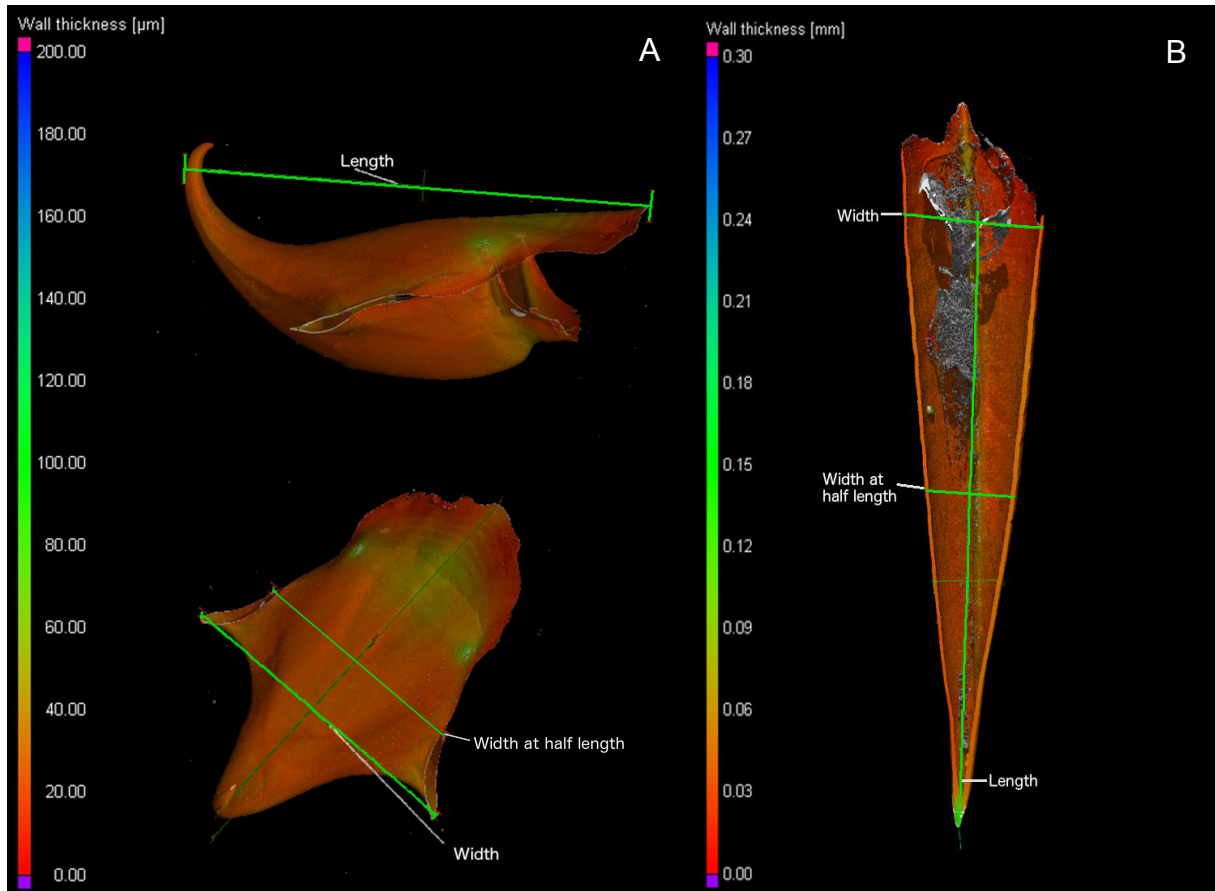 Wall thickness [µm]
200.00
180.00
160.00
140.00
120.00
100.00
80.00
60.00
40.00
20.00
0.00
A
Length
Width at half length
Width
Wall thickness [mm]
0.30
0.27
0.24
0.21
0.18
0.15
0.12
0.09
0.06
0.03
0.00
B
Width
Width at
half length
Length